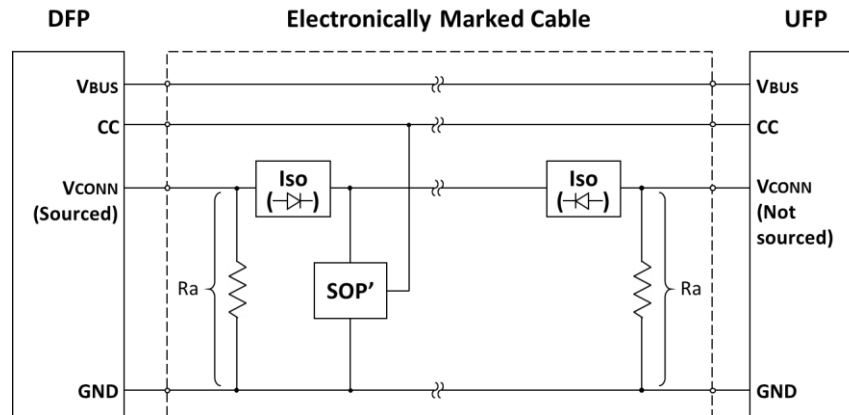 DFP
Electronically Marked Cable
UFP
VBUS
VBUS
CC
CC
Iso
Iso
VCONN
(Sourced)
VCONN
(Not
sourced)
Ra
SOP’
Ra
GND
GND